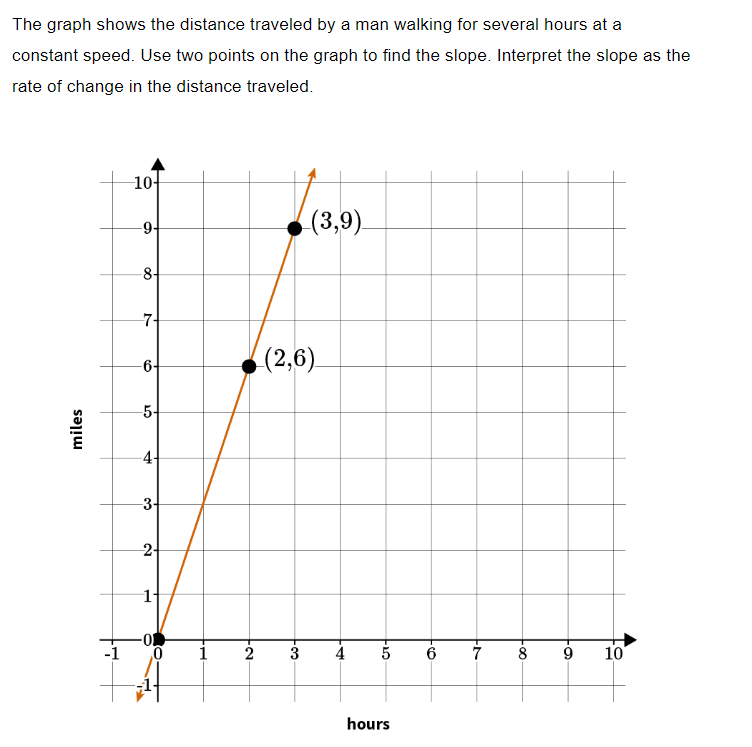 The graph shows the distance traveled by a man walking for several hours at a
constant speed. Use two points on the graph to find the slope. Interpret the slope as the
rate of change in the distance traveled.
10
(3,9)
9
8
7
(2,6)
6
5
miles
4
3
2
1
0
-1 0 1 2 3 4 5 6 7 8 9 10
-1
hours